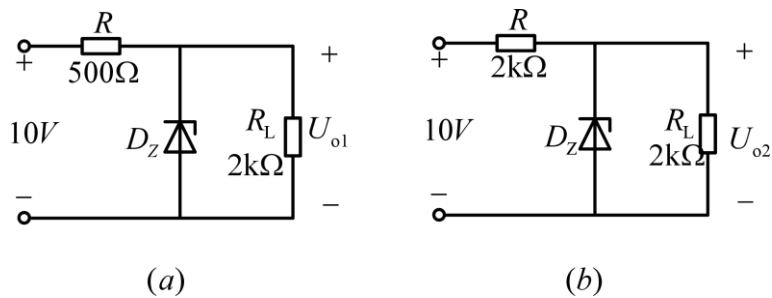 R
+
500Ω
+
10V
D_Z
R_L
2kΩ
U_o1
−
−
(a)
R
+
2kΩ
+
10V
D_Z
R_L
2kΩ
U_o2
−
−
(b)